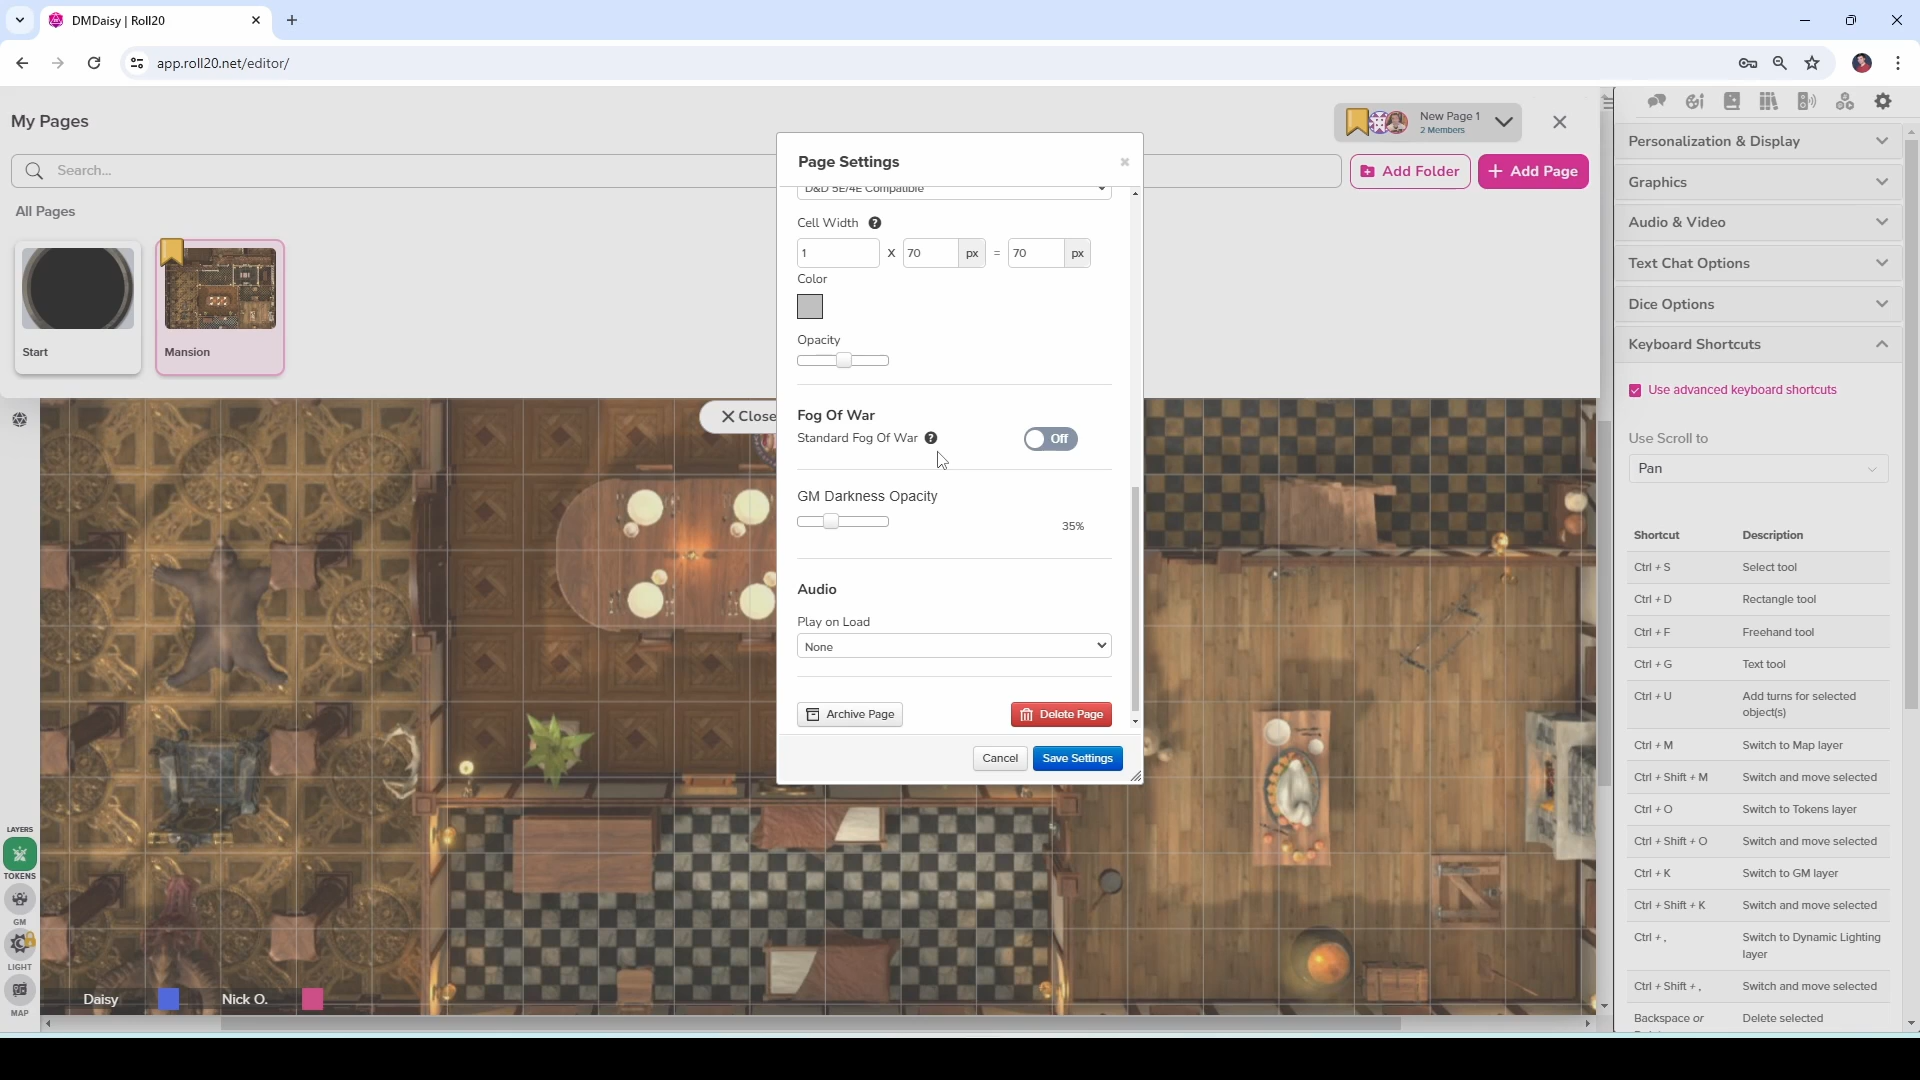 DMDaisy | Roll20
app.roll20.net/editor/
My Pages
New Page 1
2 Members
Search...
Add Folder
Add Page
All Pages
Start
Mansion
Close
Page Settings
D&D 5E/4E Compatible
Cell Width
1 X 70 px = 70 px
Color
Opacity
Fog Of War
Standard Fog Of War
Off
GM Darkness Opacity
35%
Audio
Play on Load
None
Archive Page
Delete Page
Cancel
Save Settings
Personalization & Display
Graphics
Audio & Video
Text Chat Options
Dice Options
Keyboard Shortcuts
Use advanced keyboard shortcuts
Use Scroll to
Pan
Shortcut Description
Ctrl + S Select tool
Ctrl + D Rectangle tool
Ctrl + F Freehand tool
Ctrl + G Text tool
Ctrl + U Add turns for selected
object(s)
Ctrl + M Switch to Map layer
Ctrl + Shift + M Switch and move selected
Ctrl + O Switch to Tokens layer
Ctrl + Shift + O Switch and move selected
Ctrl + K Switch to GM layer
Ctrl + Shift + K Switch and move selected
Ctrl + , Switch to Dynamic Lighting
layer
Ctrl + Shift + , Switch and move selected
Backspace or Delete selected
LAYERS
TOKENS
GM
LIGHT
MAP
Daisy
Nick O.